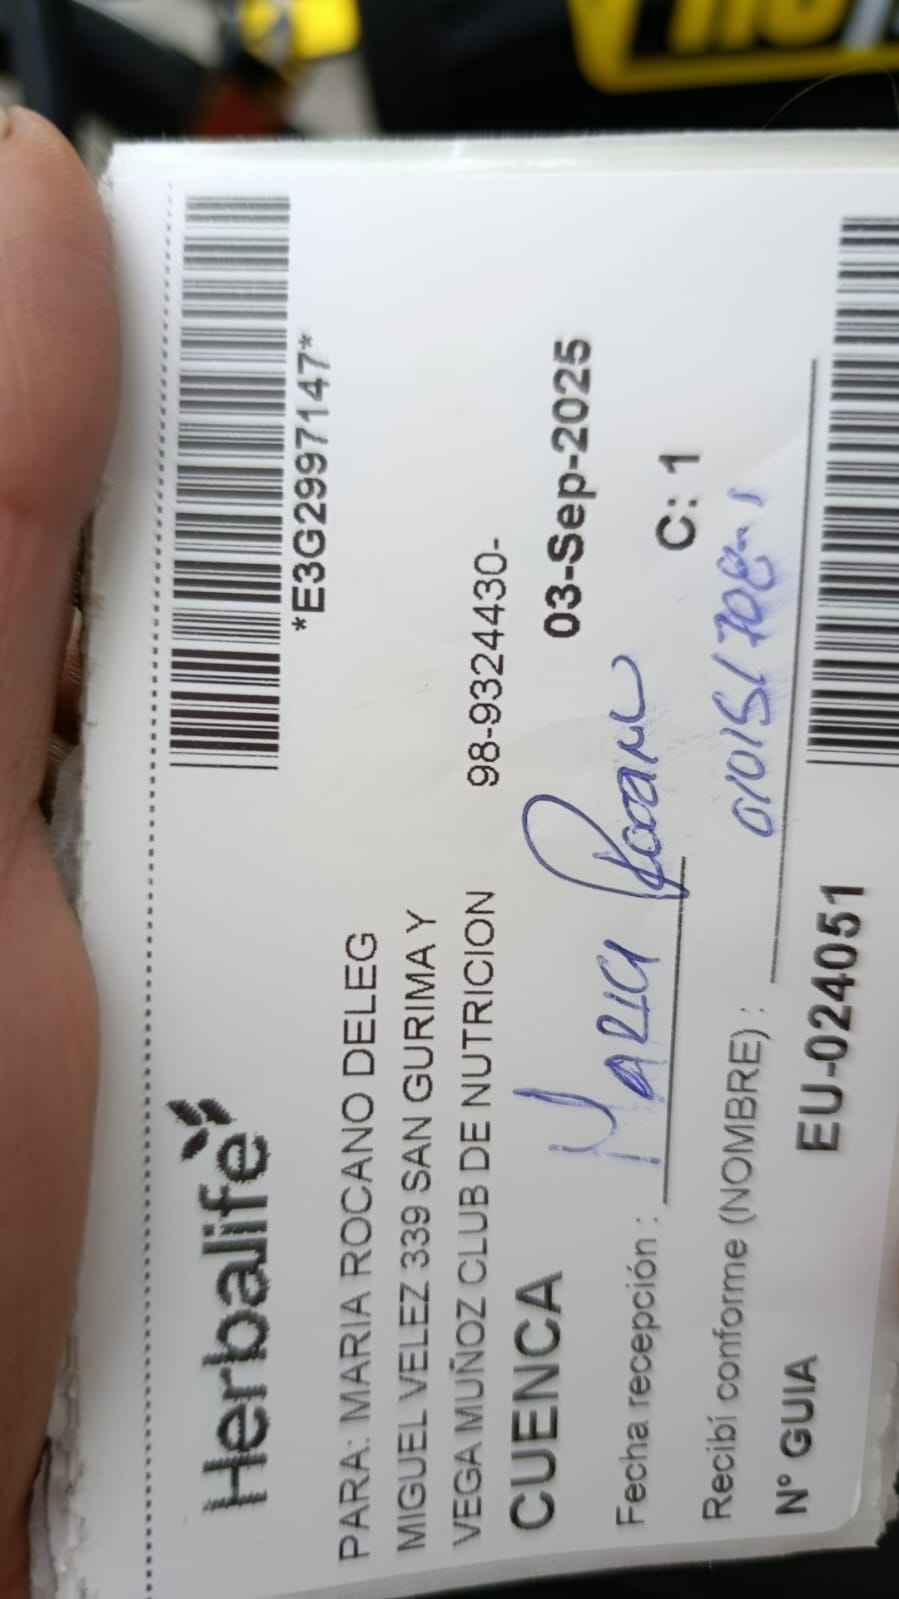 Herbalife
*E3G2997147*
PARA: MARIA ROCANO DELEG
MIGUEL VELEZ 339 SAN GURIMA Y
VEGA MUÑOZ CLUB DE NUTRICION 98-9324430-
CUENCA 03-Sep-2025
Fecha recepción : Maria Rocano
C: 1
Recibí conforme (NOMBRE) :
N° GUIA EU-024051